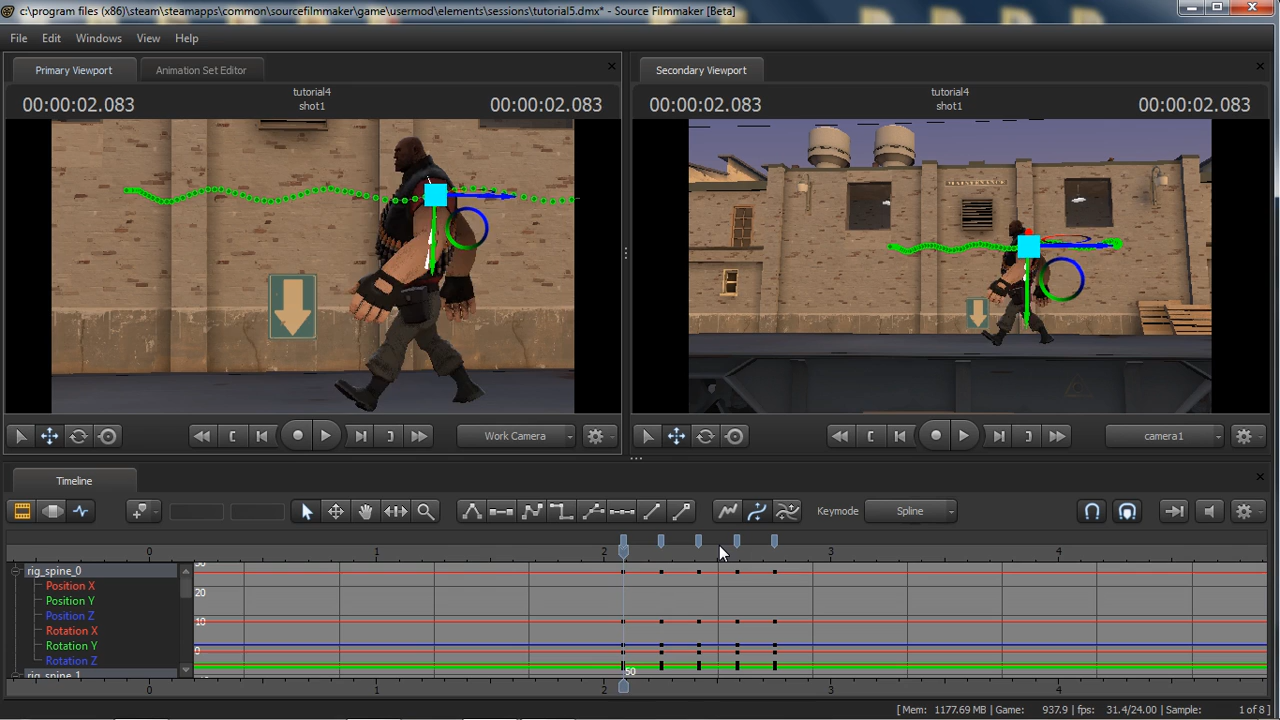 c:\program files (x86)\steam\steamapps\common\sourcefilmmaker\game\usermod\elements\sessions\tutorial5.dmx* - Source Filmmaker [Beta]
File Edit Windows View Help
Primary Viewport Animation Set Editor
Secondary Viewport
00:00:02.083 tutorial4 00:00:02.083
shot1
00:00:02.083 tutorial4 00:00:02.083
shot1
Work Camera
camera1
Timeline
Keymode Spline
0 1 2 3 4
rig_spine_0
Position X
Position Y
Position Z
Rotation X
Rotation Y
Rotation Z
rig_spine_1
20
10
0
50
0 1 2 3 4
[ Mem: 1177.69 MB | Game: 937.9 | fps: 31.4/24.00 | Sample: 1 of 8 ]